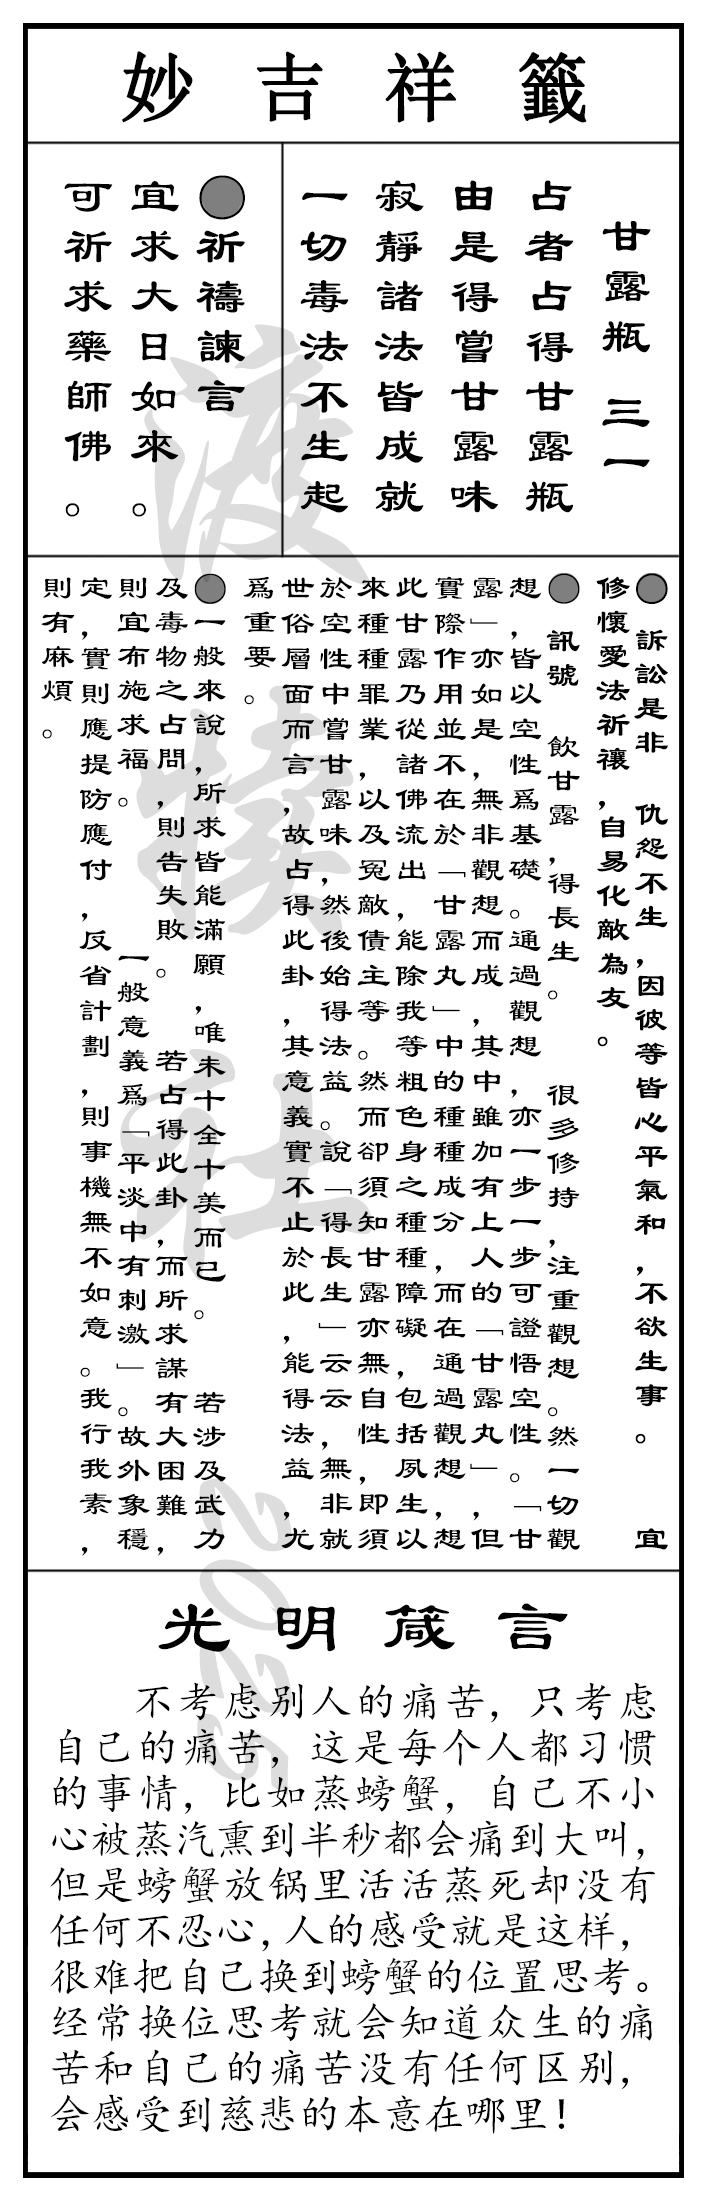 妙吉祥籤
甘露瓶 三一
占者占得甘露瓶
由是得嘗甘露味
寂靜諸法皆成就
一切毒法不生起
●祈禱諫言
宜求大日如來。
可祈求藥師佛。
● 訴訟是非 仇怨不生,因彼等皆心平氣和,不欲生事。 宜
修懷愛法祈禳,自易化敵為友。
● 訊號 飲甘露,得長生。 很多修持,注重觀想。然一切觀
想,皆以空性爲基礎。通過觀想,亦一步一步可證悟空性。「甘
露」亦如是,無非觀想而成,其中雖加有上人的「甘露丸」,但
實際作用並不在於「甘露丸」中的種種成分,而在通過觀想,想
此甘露乃從諸佛流出,能除我等粗色身之種種障礙,包括夙生以
來種種罪業,以及冤敵債主等。然而卻須知甘露亦無自性,即須
於空性中嘗甘露味,然後始得法益。說「得長生」云云,無非就
世俗層面而言,故占得此卦,其意義實不止於此,能得法益,尤
爲重要。
●一般來說,所求皆能滿願,唯未十全十美而已。 若涉及武力
及毒物之占問,則告失敗。 若占得此卦,而所求謀有大困難,
則宜布施求福。 一般意義爲「平淡中有刺激」。故外象穩
定,實則應提防應付,反省計劃,則事機無不如意。我行我素,
則有麻煩。
光明箴言
不考虑别人的痛苦,只考虑
自己的痛苦,这是每个人都习惯
的事情,比如蒸螃蟹,自己不小
心被蒸汽熏到半秒都会痛到大叫,
但是螃蟹放锅里活活蒸死却没有
任何不忍心,人的感受就是这样,
很难把自己换到螃蟹的位置思考。
经常换位思考就会知道众生的痛
苦和自己的痛苦没有任何区别,
会感受到慈悲的本意在哪里!
渡犊社 2025